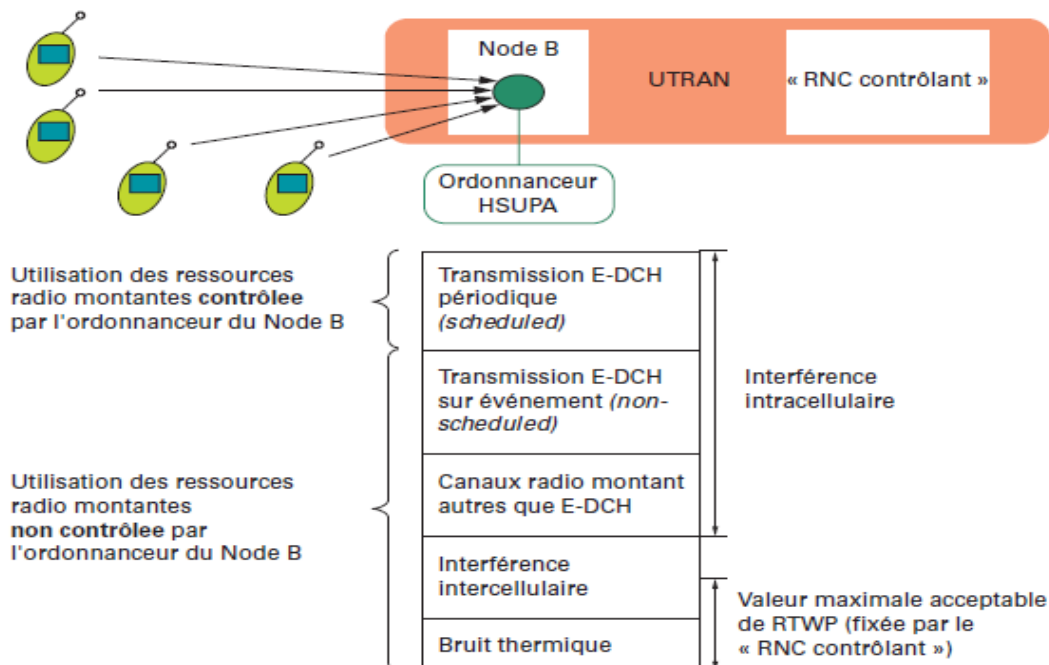 Node B
UTRAN
« RNC contrôlant »
Ordonnanceur
HSUPA
Utilisation des ressources
radio montantes contrôlee
par l'ordonnanceur du Node B
Transmission E-DCH
périodique
(scheduled)
Transmission E-DCH
sur événement (non-
scheduled)
Interférence
intracellulaire
Utilisation des ressources
radio montantes
non contrôlee par
l'ordonnanceur du Node B
Canaux radio montant
autres que E-DCH
Interférence
intercellulaire
Bruit thermique
Valeur maximale acceptable
de RTWP (fixée par le
« RNC contrôlant »)